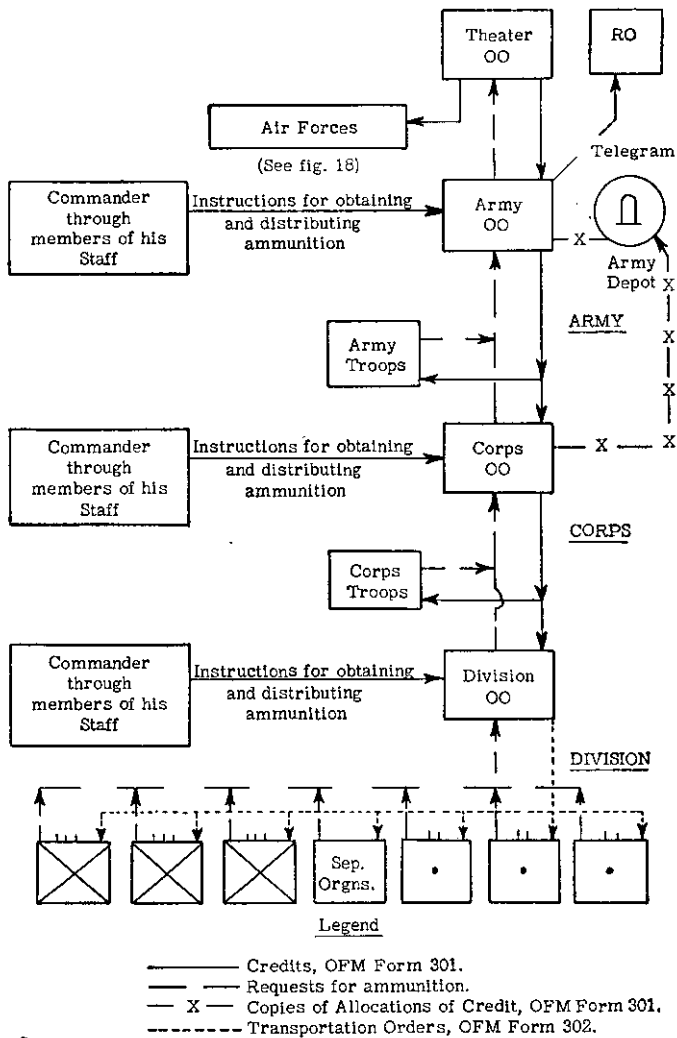 Theater
OO
RO
Air Forces
(See fig. 18)
Telegram
Commander
through
members of his
Staff
Instructions for obtaining
and distributing
ammunition
Army
OO
Army
Depot
X
X
X
X
X
X
ARMY
Army
Troops
Commander
through
members of his
Staff
Instructions for obtaining
and distributing
ammunition
Corps
OO
CORPS
Corps
Troops
Commander
through
members of his
Staff
Instructions for obtaining
and distributing
ammunition
Division
OO
DIVISION
Sep.
Orgns.
Legend
Credits, OFM Form 301.
Requests for ammunition.
X Copies of Allocations of Credit, OFM Form 301.
Transportation Orders, OFM Form 302.